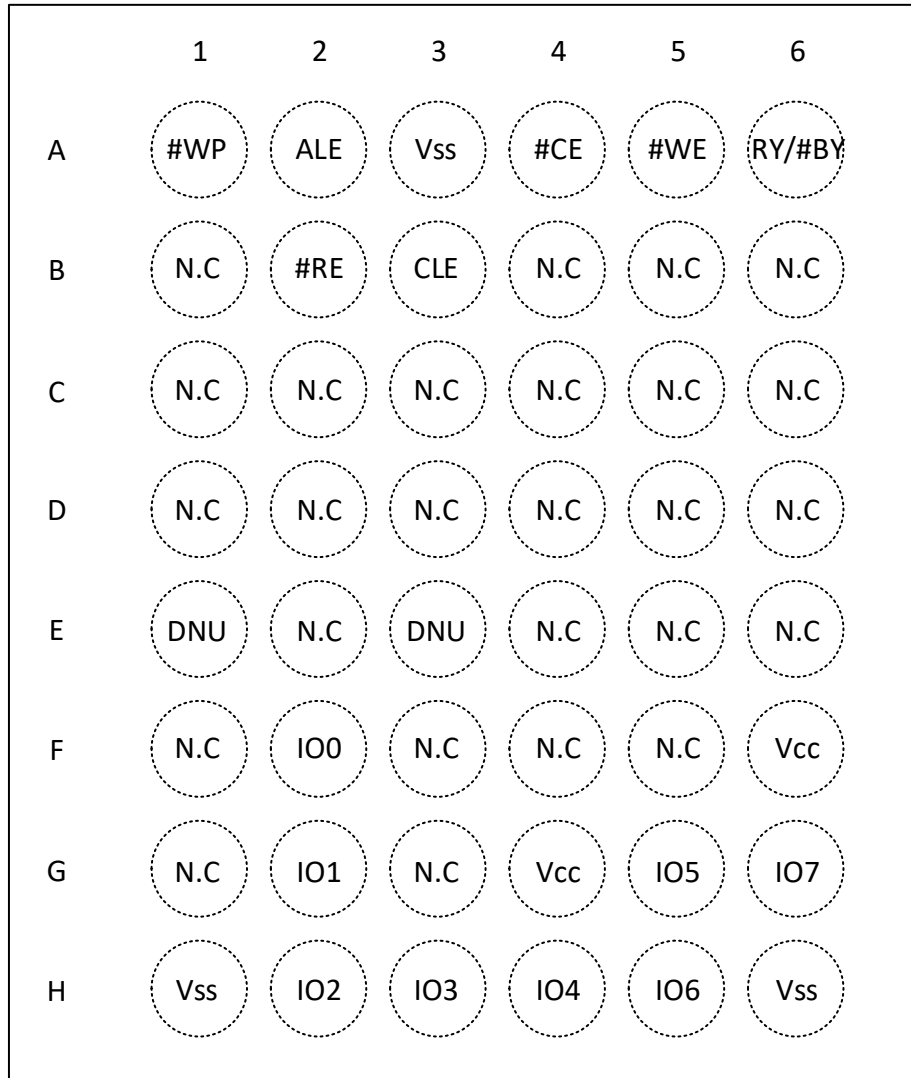 1 2 3 4 5 6
A #WP ALE Vss #CE #WE RY/#BY
B N.C #RE CLE N.C N.C N.C
C N.C N.C N.C N.C N.C N.C
D N.C N.C N.C N.C N.C N.C
E DNU N.C DNU N.C N.C N.C
F N.C IO0 N.C N.C N.C Vcc
G N.C IO1 N.C Vcc IO5 IO7
H Vss IO2 IO3 IO4 IO6 Vss